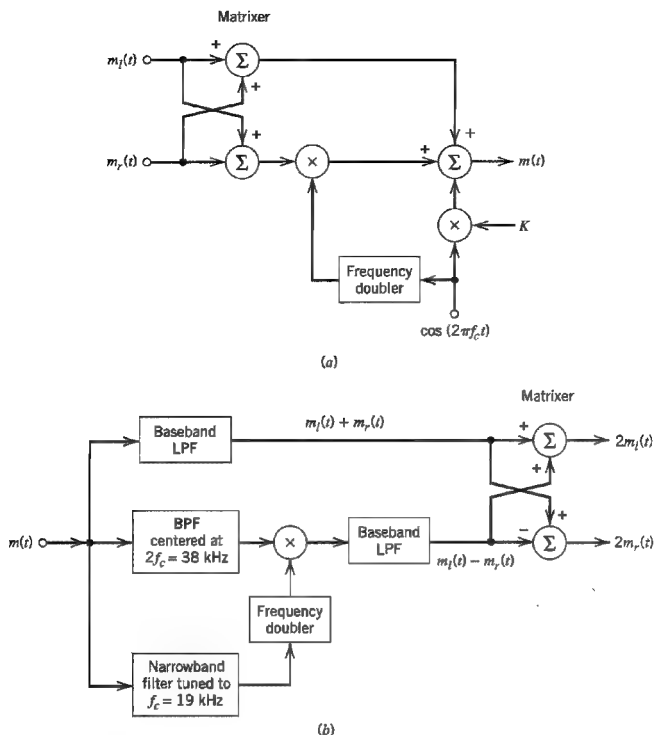 Matrixer
m_l(t)
+
Σ
+
+
m_r(t)
Σ
×
+
+
Σ
m(t)
×
K
Frequency
doubler
cos (2πf_c t)
(a)
Matrixer
m_l(t) + m_r(t)
Baseband
LPF
+
Σ
2m_l(t)
+
+
m(t)
BPF
centered at
2f_c = 38 kHz
×
Baseband
LPF
m_l(t) − m_r(t)
−
Σ
2m_r(t)
Frequency
doubler
Narrowband
filter tuned to
f_c = 19 kHz
(b)